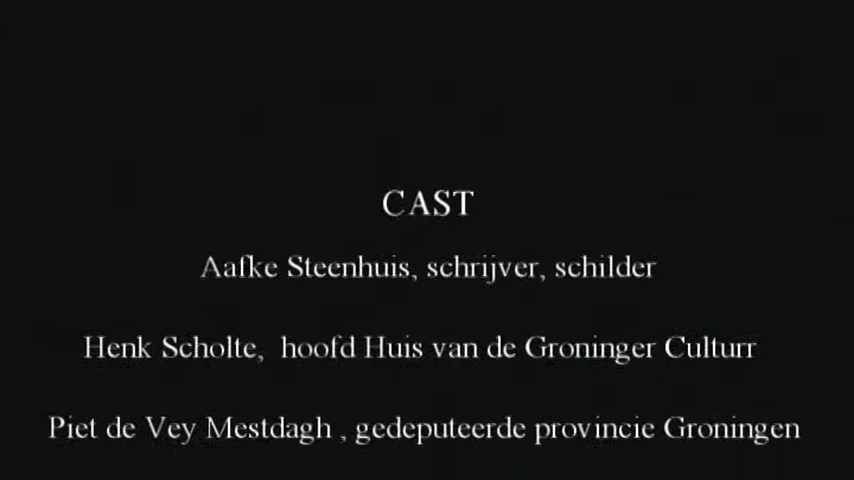 CAST
Aafke Steenhuis, schrijver, schilder
Henk Scholte, hoofd Huis van de Groninger Culturr
Piet de Vey Mestdagh , gedeputeerde provincie Groningen